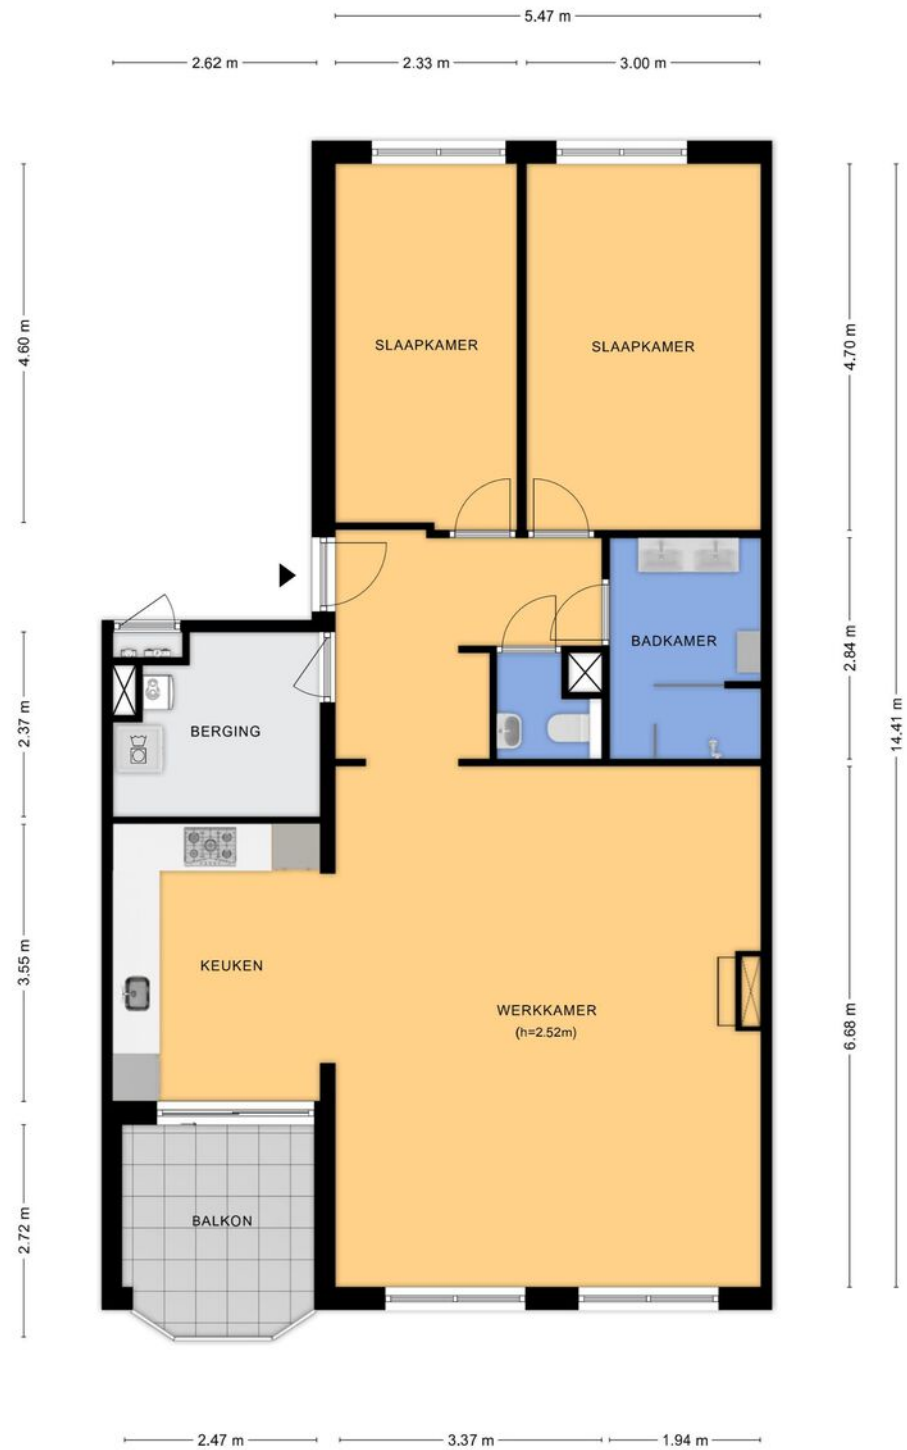 5.47 m
2.62 m
2.33 m
3.00 m
4.60 m
SLAAPKAMER
SLAAPKAMER
4.70 m
14.41 m
2.84 m
BADKAMER
2.37 m
BERGING
3.55 m
KEUKEN
WERKKAMER
(h=2.52m)
6.68 m
2.72 m
BALKON
2.47 m
3.37 m
1.94 m